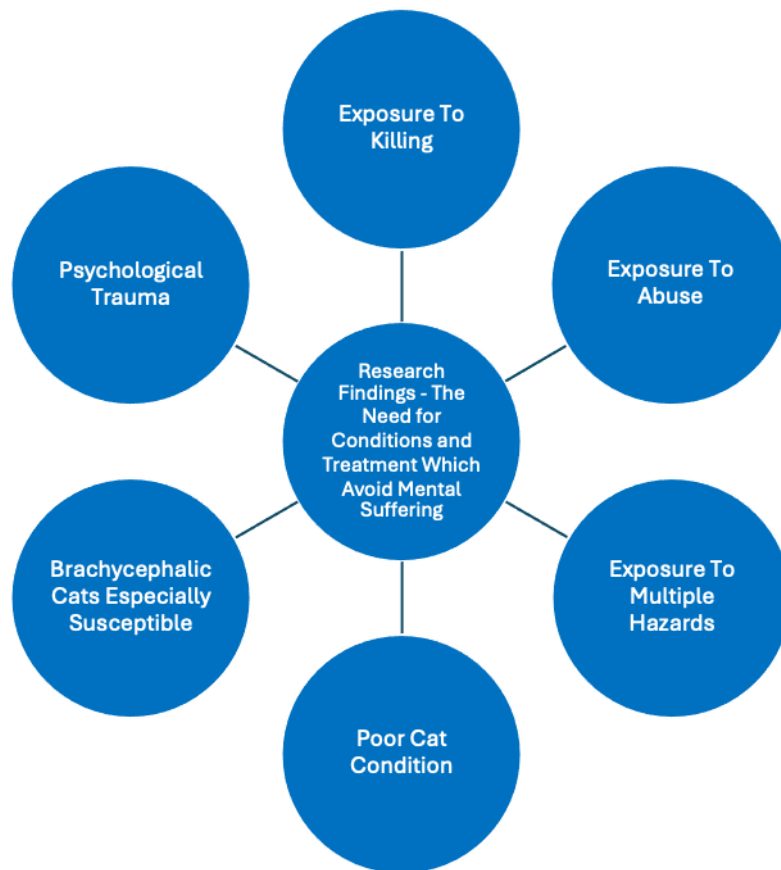 Exposure To
Killing
Exposure To
Abuse
Exposure To
Multiple
Hazards
Poor Cat
Condition
Brachycephalic
Cats Especially
Susceptible
Psychological
Trauma
Research
Findings - The
Need for
Conditions and
Treatment Which
Avoid Mental
Suffering